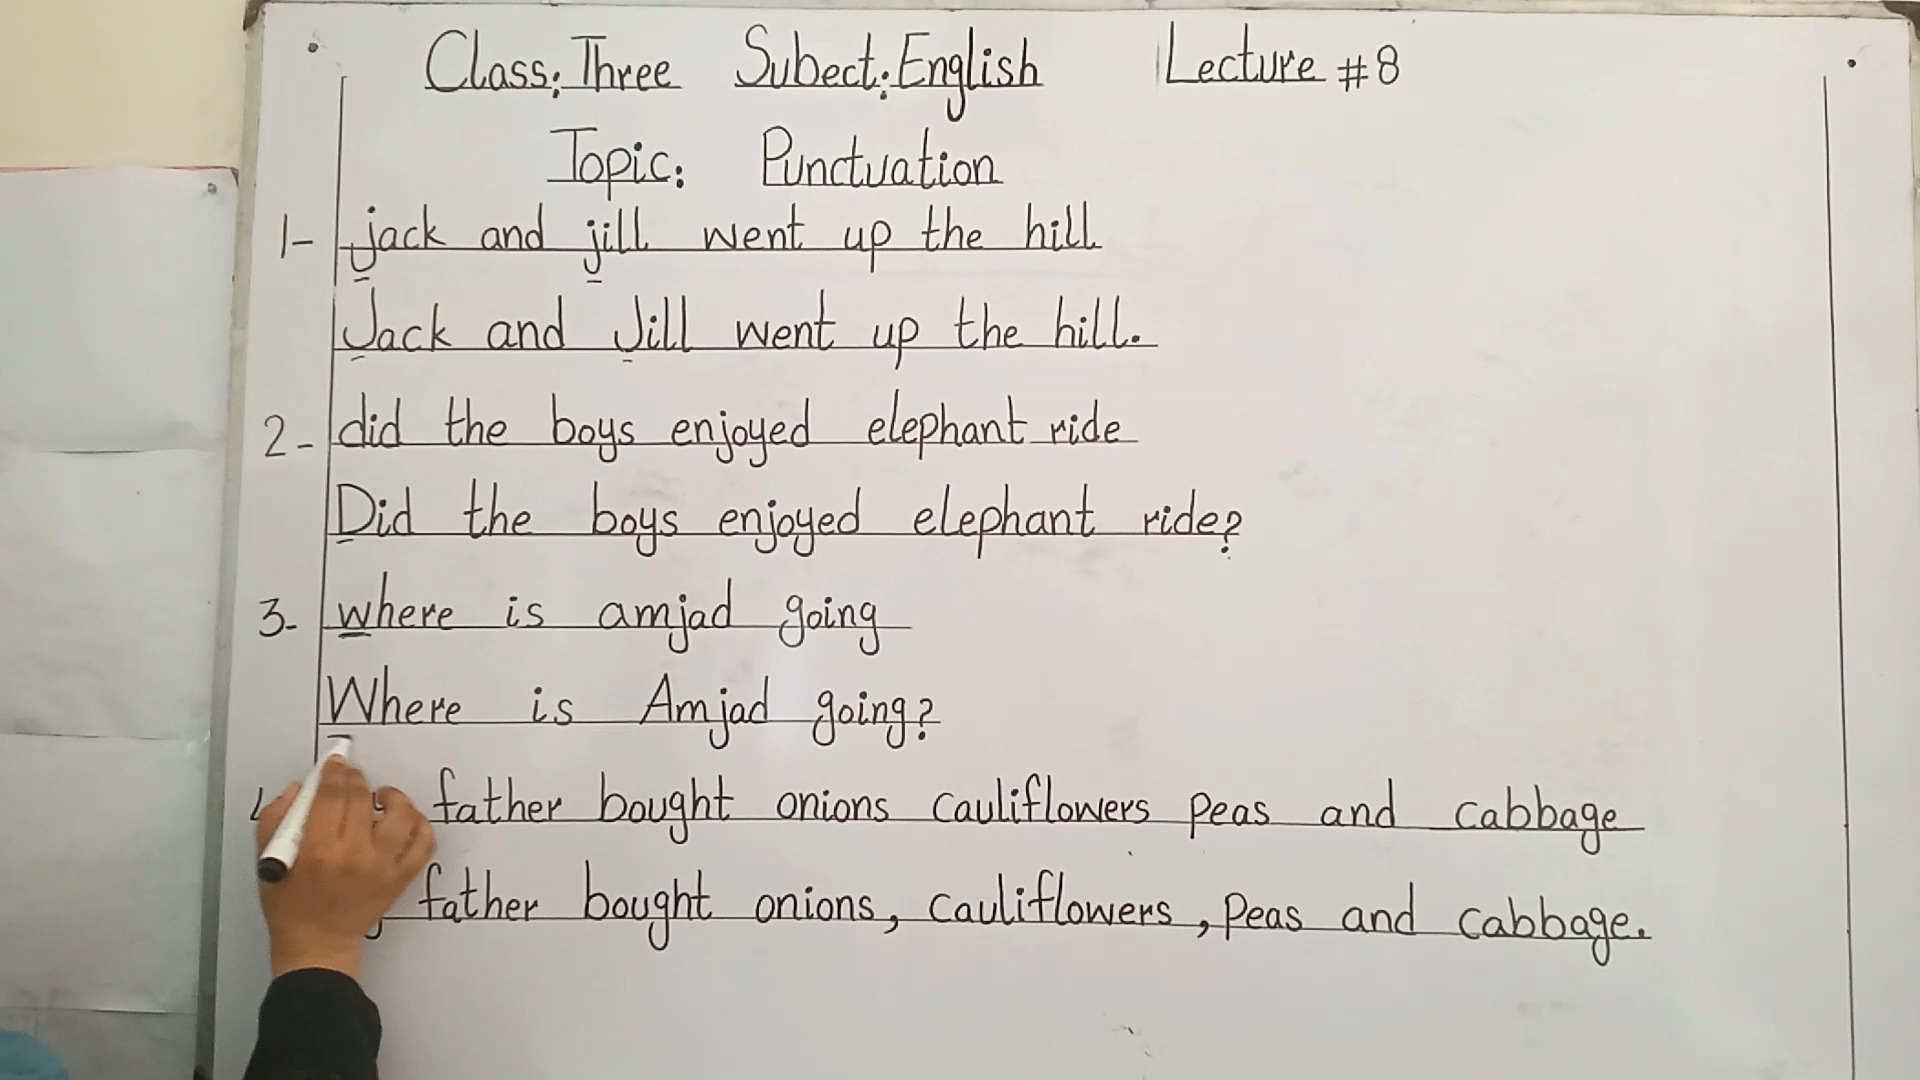 Class: Three Subect: English Lecture #8
Topic: Punctuation
1- jack and jill went up the hill
Jack and Jill went up the hill.
2- did the boys enjoyed elephant ride
Did the boys enjoyed elephant ride?
3- where is amjad going
Where is Amjad going?
father bought onions cauliflowers peas and cabbage
father bought onions, cauliflowers, peas and cabbage.